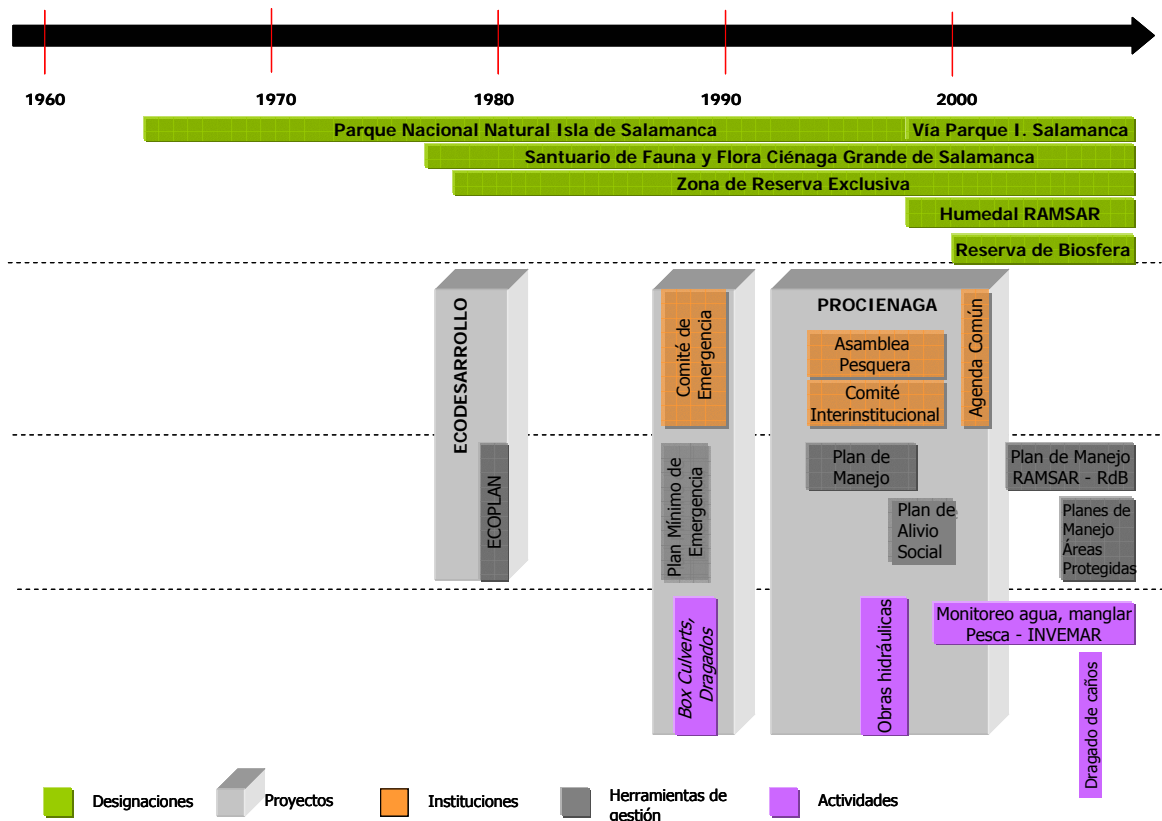 1960
1970
1980
1990
2000
Parque Nacional Natural Isla de Salamanca
Vía Parque I. Salamanca
Santuario de Fauna y Flora Ciénaga Grande de Salamanca
Zona de Reserva Exclusiva
Humedal RAMSAR
Reserva de Biosfera
ECODESARROLLO
ECOPLAN
Comité de
Emergencia
Plan Mínimo de
Emergencia
Box Culverts,
Dragados
PROCIENAGA
Asamblea
Pesquera
Comité
Interinstitucional
Agenda Común
Plan de
Manejo
Plan de
Alivio
Social
Obras hidráulicas
Plan de Manejo
RAMSAR - RdB
Planes de
Manejo
Áreas
Protegidas
Monitoreo agua, manglar
Pesca - INVEMAR
Dragado de caños
Designaciones
Proyectos
Instituciones
Herramientas de
gestión
Actividades